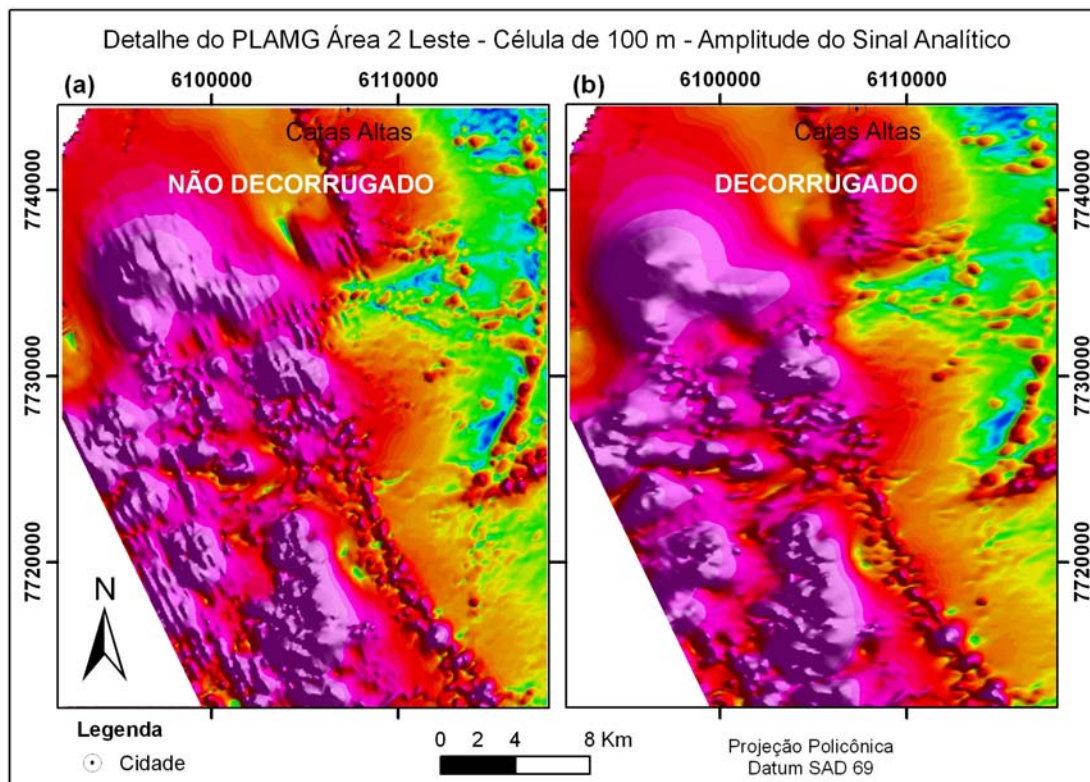 Detalhe do PLAMG Área 2 Leste - Célula de 100 m - Amplitude do Sinal Analítico
(a)
6100000
6110000
(b)
6100000
6110000
Catas Altas
Catas Altas
NÃO DECORRUGADO
DECORRUGADO
7740000
7740000
7730000
7730000
7720000
7720000
N
Legenda
Cidade
0 2 4 8 Km
Projeção Policônica
Datum SAD 69